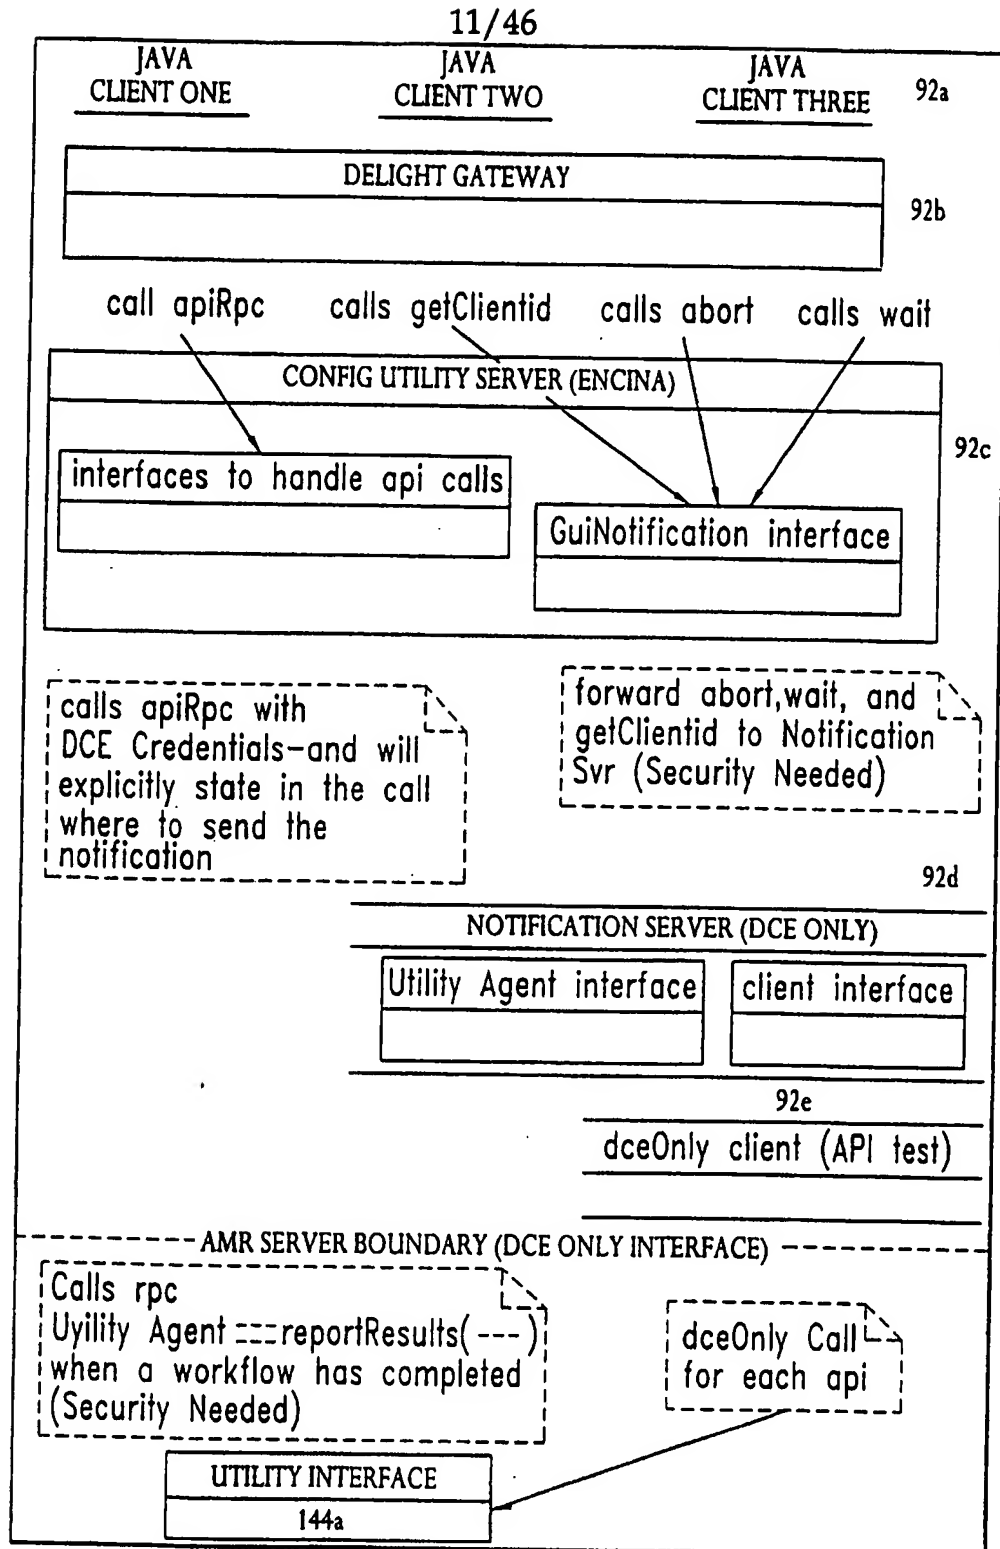 11/46
JAVA
CLIENT ONE
JAVA
CLIENT TWO
JAVA
CLIENT THREE
92a
DELIGHT GATEWAY
92b
call apiRpc
calls getClientid
calls abort
calls wait
CONFIG UTILITY SERVER (ENCINA)
92c
interfaces to handle api calls
GuiNotification interface
calls apiRpc with
DCE Credentials-and will
explicitly state in the call
where to send the
notification
forward abort,wait, and
getClientid to Notification
Svr (Security Needed)
92d
NOTIFICATION SERVER (DCE ONLY)
Utility Agent interface
client interface
92e
dceOnly client (API test)
AMR SERVER BOUNDARY (DCE ONLY INTERFACE)
Calls rpc
Uyility Agent :::reportResults(---)
when a workflow has completed
(Security Needed)
dceOnly Call
for each api
UTILITY INTERFACE
144a